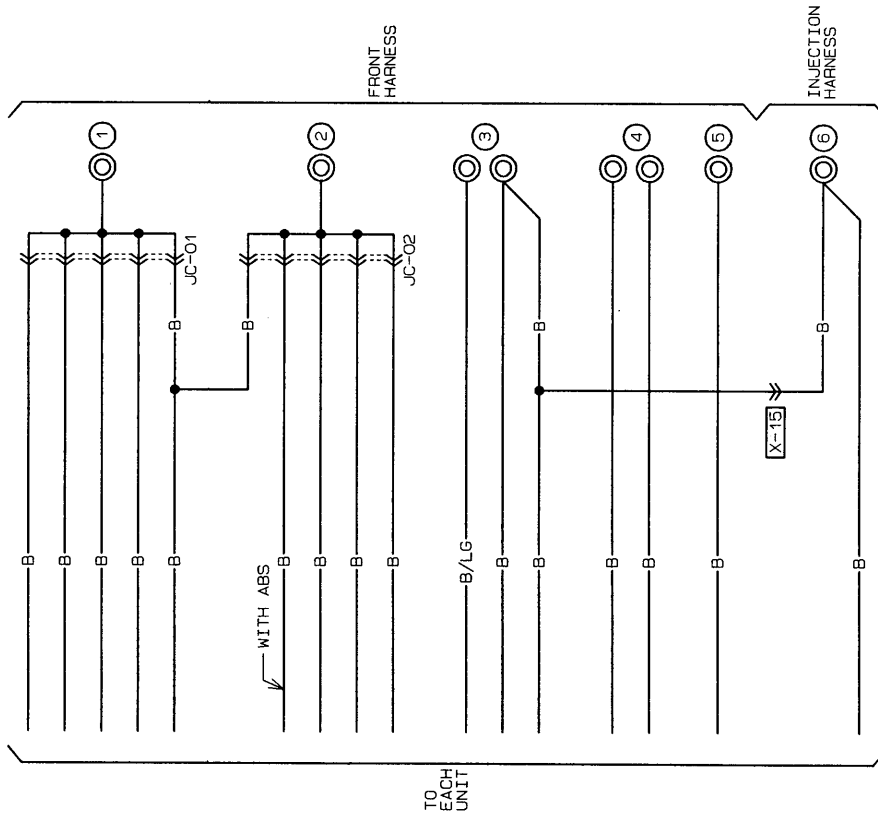 FRONT
HARNESS
INJECTION
HARNESS
1
2
3
4
5
6
JC-01
JC-02
B
B
X-15
B
B
B
B
B
B
B
B
WITH ABS
B
B
B
B
B/LG
B
B
B
B
B
B
TO
EACH
UNIT